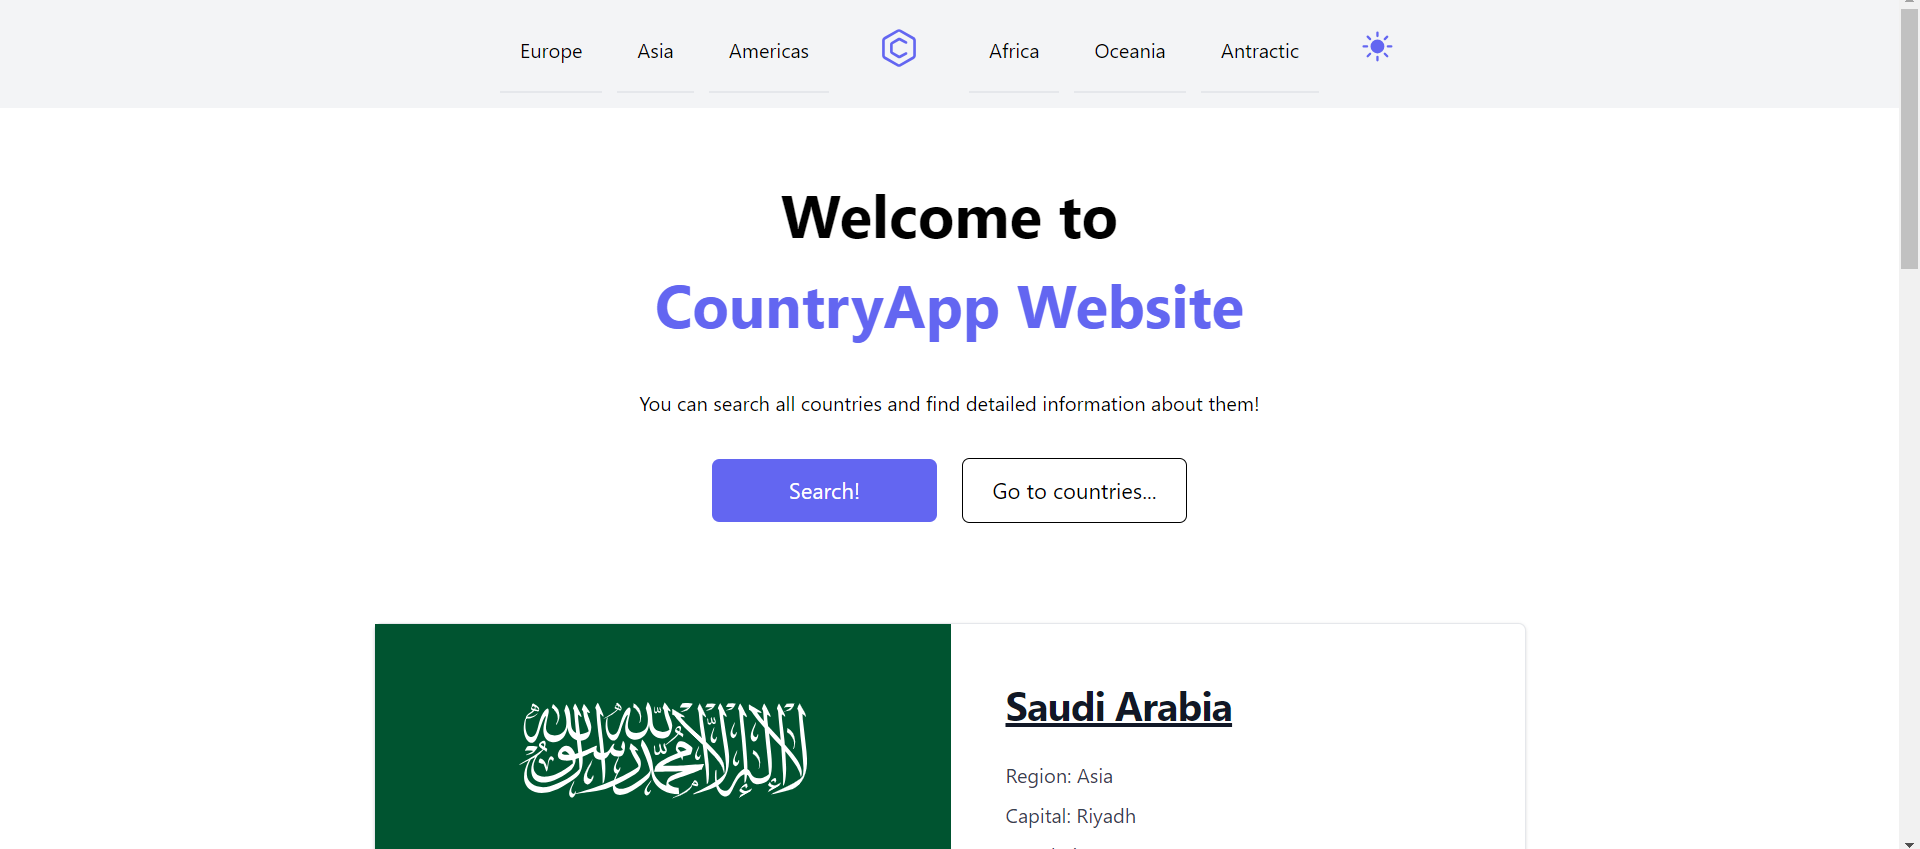 Europe Asia Americas Africa Oceania Antractic
Welcome to
CountryApp Website
You can search all countries and find detailed information about them!
Search! Go to countries...
لا إله إلا الله محمد رسول الله
Saudi Arabia
Region: Asia
Capital: Riyadh